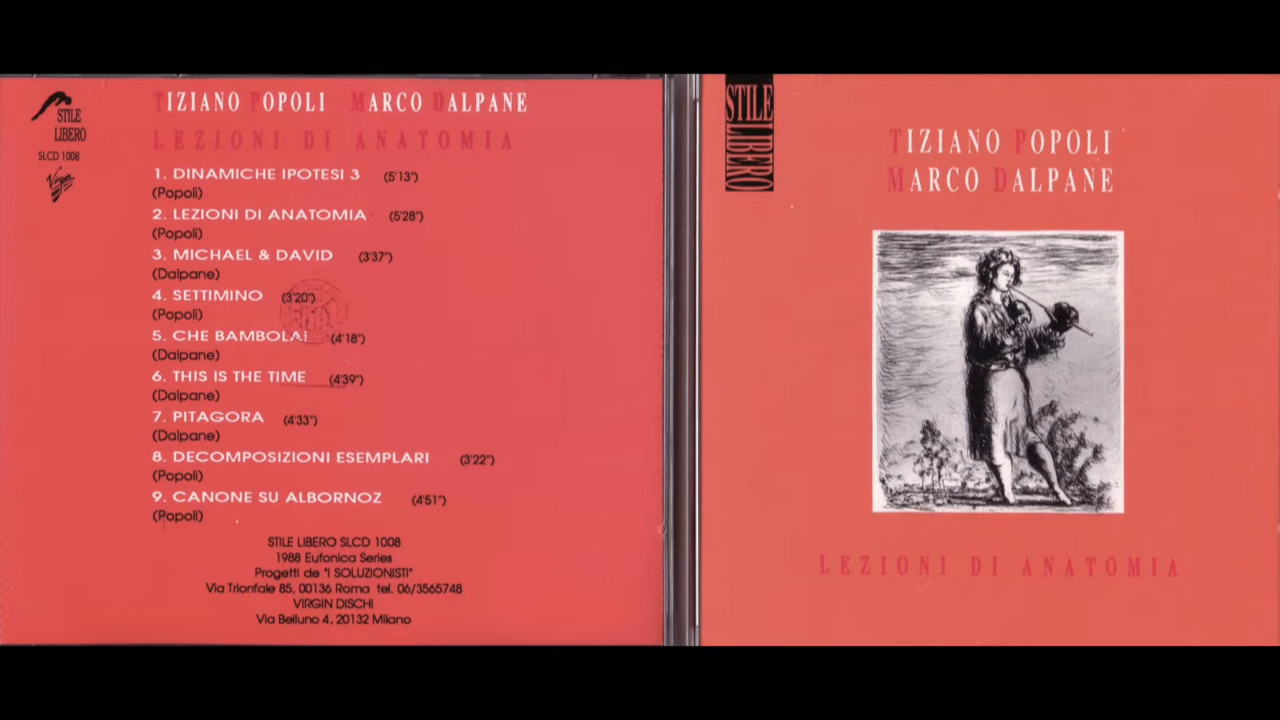 STILE
LIBERO
SLCD 1008
Virgin
TIZIANO POPOLI MARCO DALPANE
LEZIONI DI ANATOMIA
1. DINAMICHE IPOTESI 3 (5'13")
(Popoli)
2. LEZIONI DI ANATOMIA (5'28")
(Popoli)
3. MICHAEL & DAVID (3'37")
(Dalpane)
4. SETTIMINO (3'20")
(Popoli)
5. CHE BAMBOLA! (4'18")
(Dalpane)
6. THIS IS THE TIME (4'39")
(Dalpane)
7. PITAGORA (4'33")
(Dalpane)
8. DECOMPOSIZIONI ESEMPLARI (3'22")
(Popoli)
9. CANONE SU ALBORNOZ (4'51")
(Popoli)
STILE LIBERO SLCD 1008
1988 Eufonica Series
Progetti de "I SOLUZIONISTI"
Via Trionfale 85, 00136 Roma tel. 06/3565748
VIRGIN DISCHI
Via Belluno 4, 20132 Milano
STILE
LIBERO
TIZIANO POPOLI
MARCO DALPANE
LEZIONI DI ANATOMIA